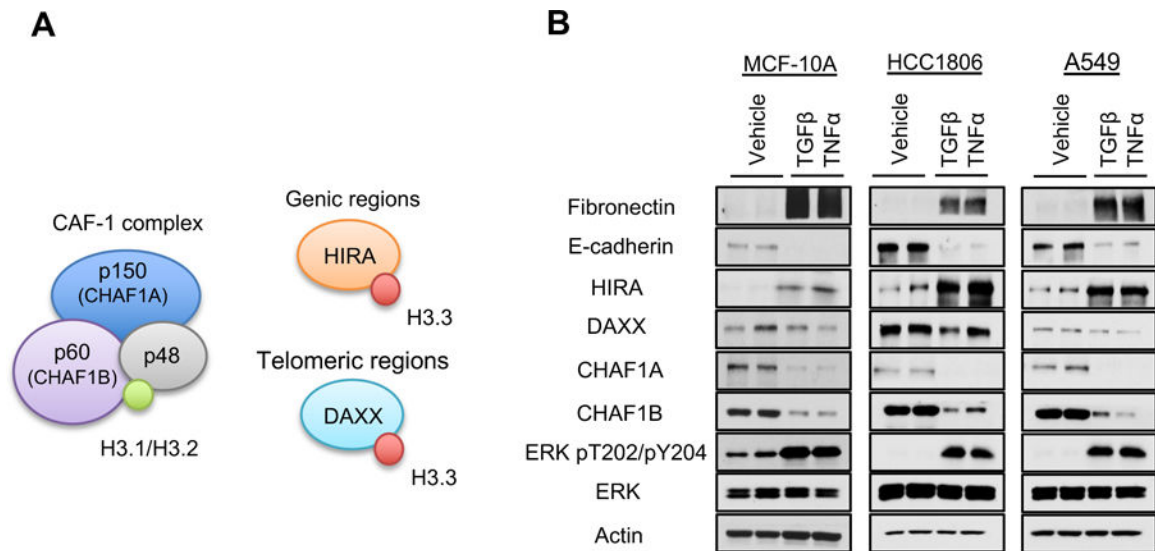 A
CAF-1 complex
p150
(CHAF1A)
p60
(CHAF1B)
p48
H3.1/H3.2
Genic regions
HIRA
H3.3
Telomeric regions
DAXX
H3.3
B
MCF-10A
HCC1806
A549
Vehicle
TGFβ
TNFα
Vehicle
TGFβ
TNFα
Vehicle
TGFβ
TNFα
Fibronectin
E-cadherin
HIRA
DAXX
CHAF1A
CHAF1B
ERK pT202/pY204
ERK
Actin